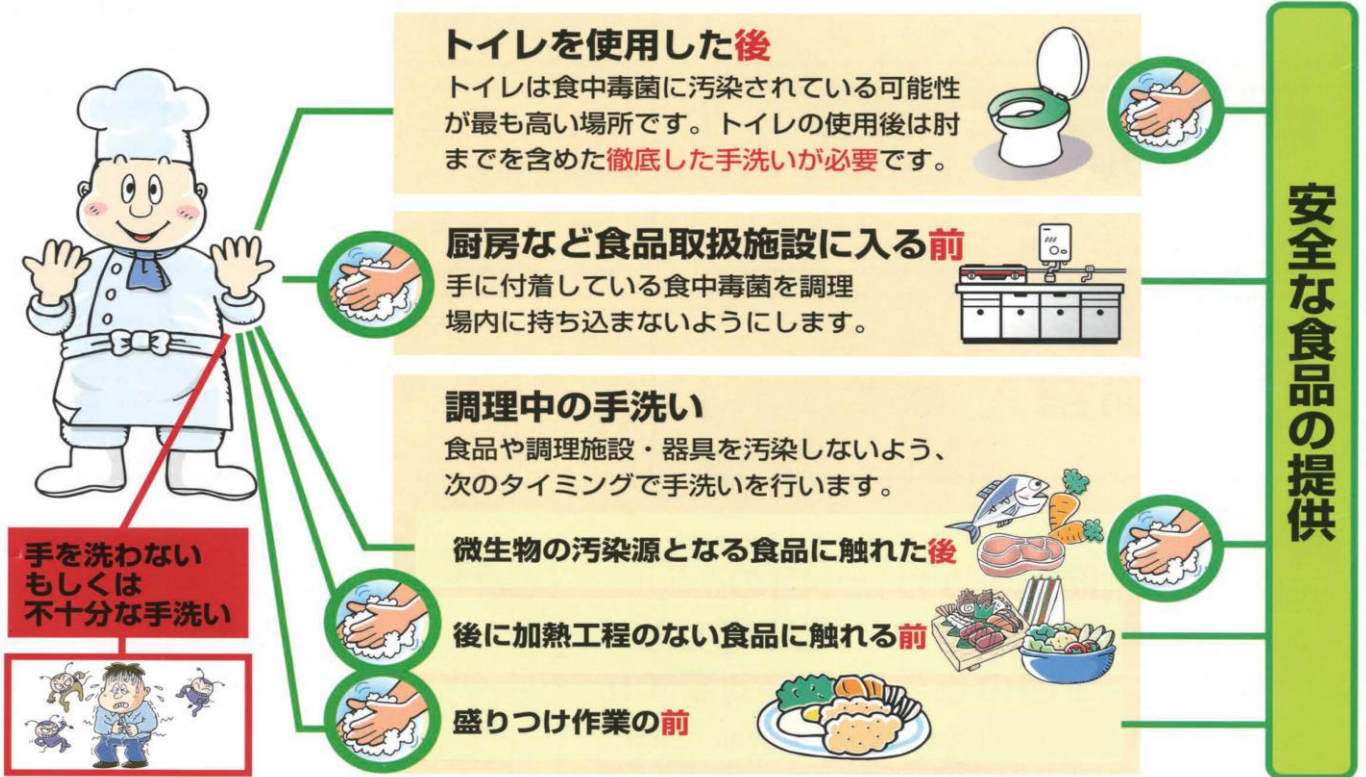 トイレを使用した後
トイレは食中毒菌に汚染されている可能性
が最も高い場所です。トイレの使用後は肘
までを含めた徹底した手洗いが必要です。
厨房など食品取扱施設に入る前
手に付着している食中毒菌を調理
場内に持ち込まないようにします。
調理中の手洗い
食品や調理施設・器具を汚染しないよう、
次のタイミングで手洗いを行います。
微生物の汚染源となる食品に触れた後
後に加熱工程のない食品に触れる前
盛りつけ作業の前
手を洗わない
もしくは
不十分な手洗い
安全な食品の提供